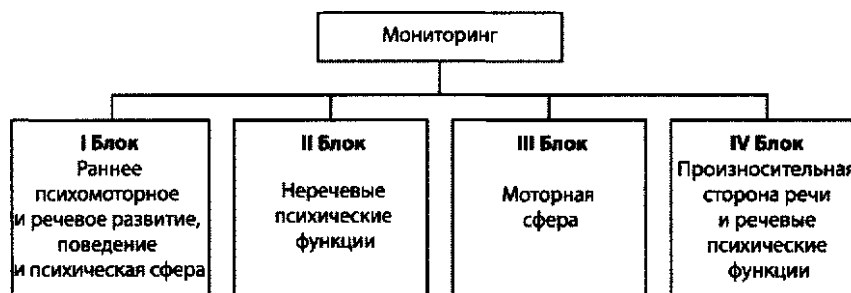 Мониторинг
I Блок
Раннее
психомоторное
и речевое развитие,
поведение
и психическая сфера
II Блок
Неречевые
психические
функции
III Блок
Моторная
сфера
IV Блок
Произносительная
сторона речи
и речевые
психические
функции